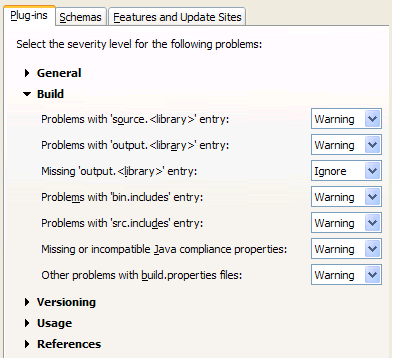 Plug-ins Schemas Features and Update Sites
Select the severity level for the following problems:
General
Build
Problems with 'source.<library>' entry: Warning
Problems with 'output.<library>' entry: Warning
Missing 'output.<library>' entry: Ignore
Problems with 'bin.includes' entry: Warning
Problems with 'src.includes' entry: Warning
Missing or incompatible Java compliance properties: Warning
Other problems with build.properties files: Warning
Versioning
Usage
References